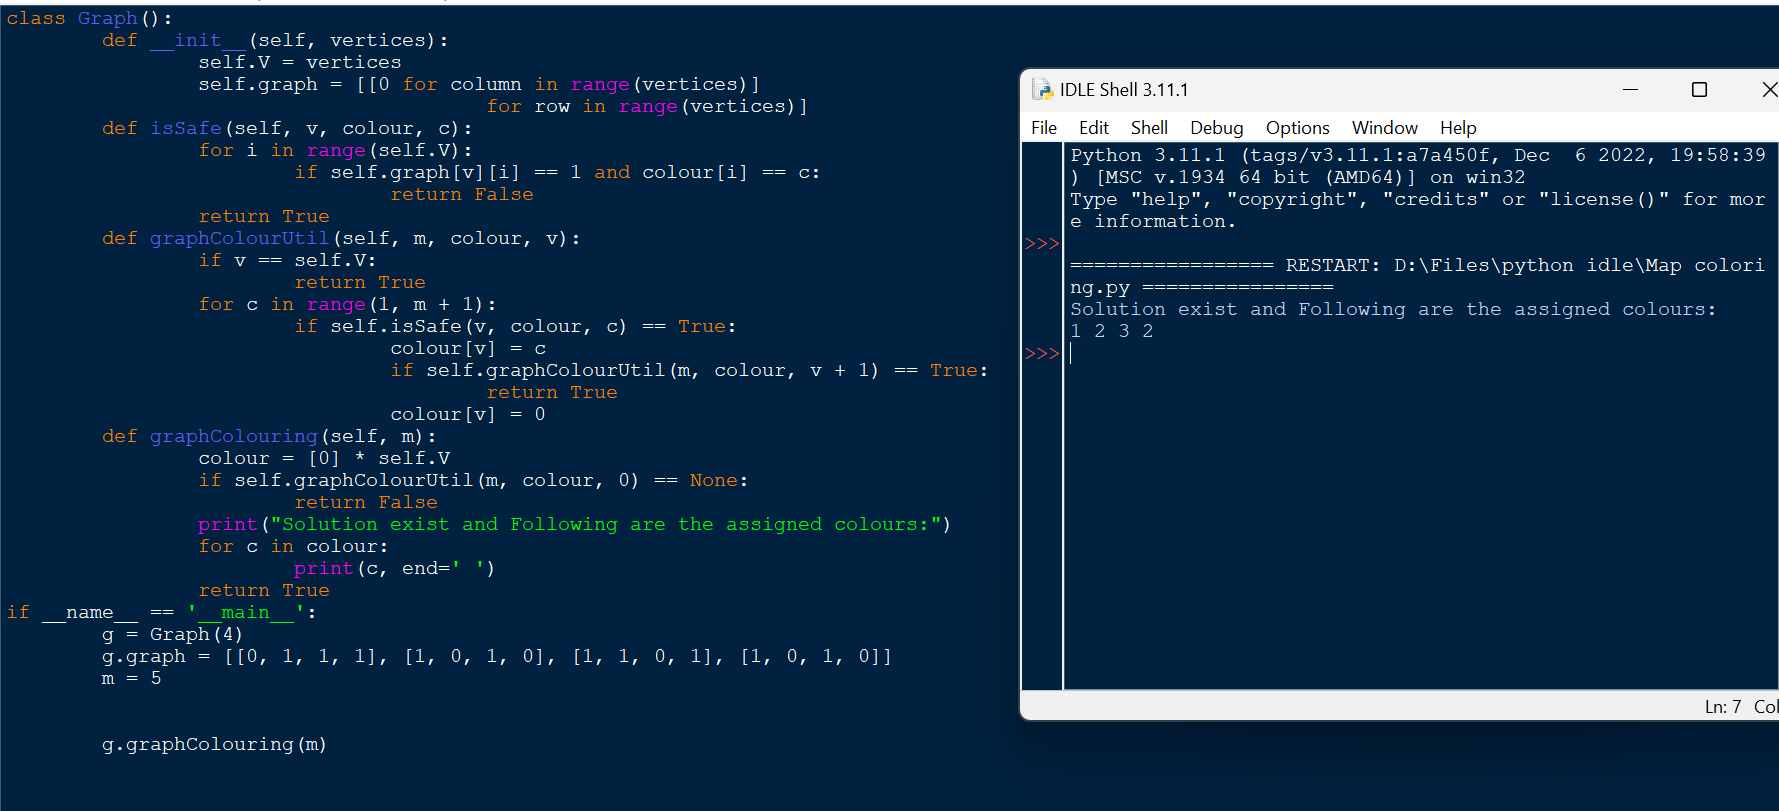 class Graph():
        def __init__(self, vertices):
                self.V = vertices
                self.graph = [[0 for column in range(vertices)]
                                        for row in range(vertices)]
        def isSafe(self, v, colour, c):
                for i in range(self.V):
                        if self.graph[v][i] == 1 and colour[i] == c:
                                return False
                return True
        def graphColourUtil(self, m, colour, v):
                if v == self.V:
                        return True
                for c in range(1, m + 1):
                        if self.isSafe(v, colour, c) == True:
                                colour[v] = c
                                if self.graphColourUtil(m, colour, v + 1) == True:
                                        return True
                                colour[v] = 0
        def graphColouring(self, m):
                colour = [0] * self.V
                if self.graphColourUtil(m, colour, 0) == None:
                        return False
                print("Solution exist and Following are the assigned colours:")
                for c in colour:
                        print(c, end=' ')
                return True
if __name__ == '__main__':
        g = Graph(4)
        g.graph = [[0, 1, 1, 1], [1, 0, 1, 0], [1, 1, 0, 1], [1, 0, 1, 0]]
        m = 5
        g.graphColouring(m)
IDLE Shell 3.11.1
File Edit Shell Debug Options Window Help
Python 3.11.1 (tags/v3.11.1:a7a450f, Dec  6 2022, 19:58:39
) [MSC v.1934 64 bit (AMD64)] on win32
Type "help", "copyright", "credits" or "license()" for mor
e information.
>>>
================= RESTART: D:\Files\python idle\Map colori
ng.py ================
Solution exist and Following are the assigned colours:
1 2 3 2
>>>
Ln: 7 Col